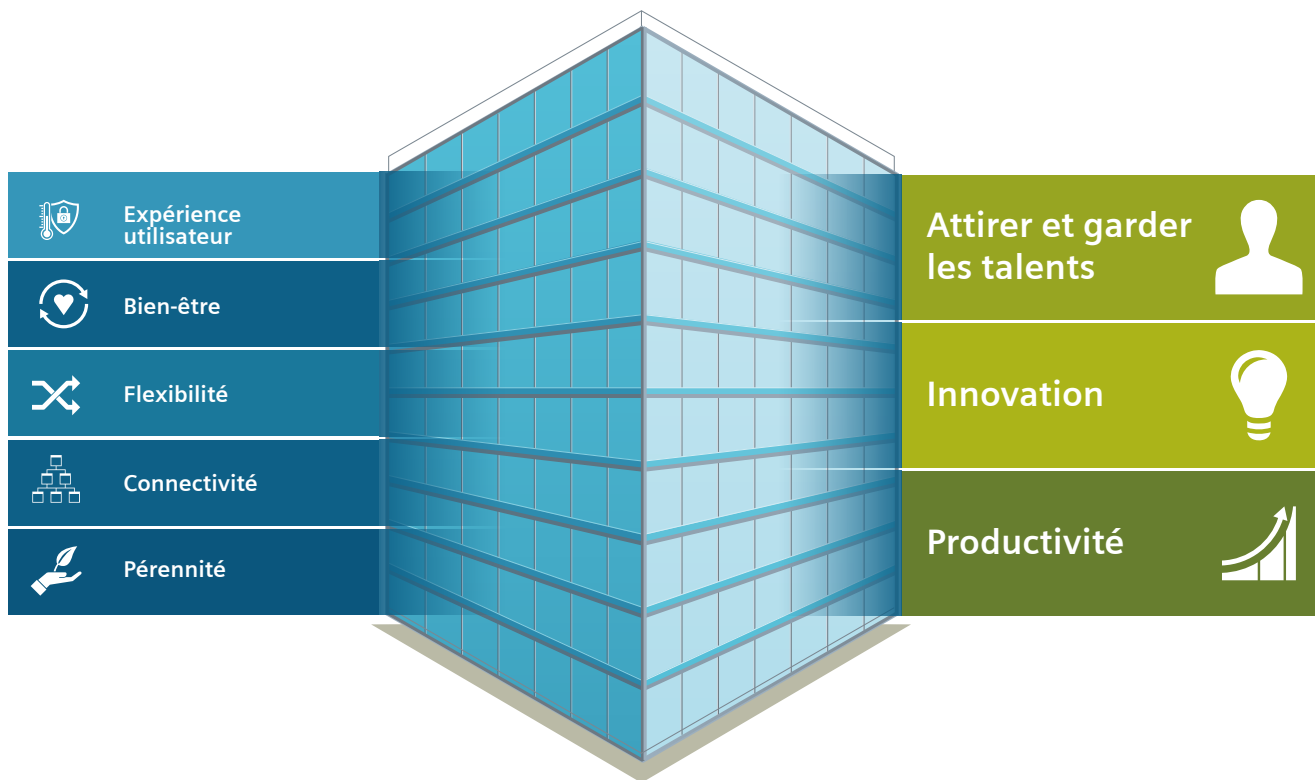 Expérience
utilisateur
Bien-être
Flexibilité
Connectivité
Pérennité
Attirer et garder
les talents
Innovation
Productivité